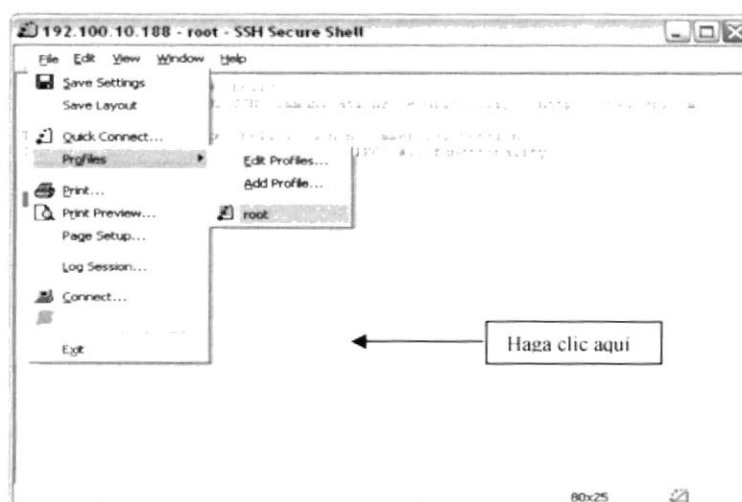 192.100.10.188 - root - SSH Secure Shell
File Edit View Window Help
Save Settings
Save Layout
Quick Connect...
Profiles
Edit Profiles...
Add Profile...
root
Print...
Print Preview...
Page Setup...
Log Session...
Connect...
Exit
Haga clic aquí
80x25